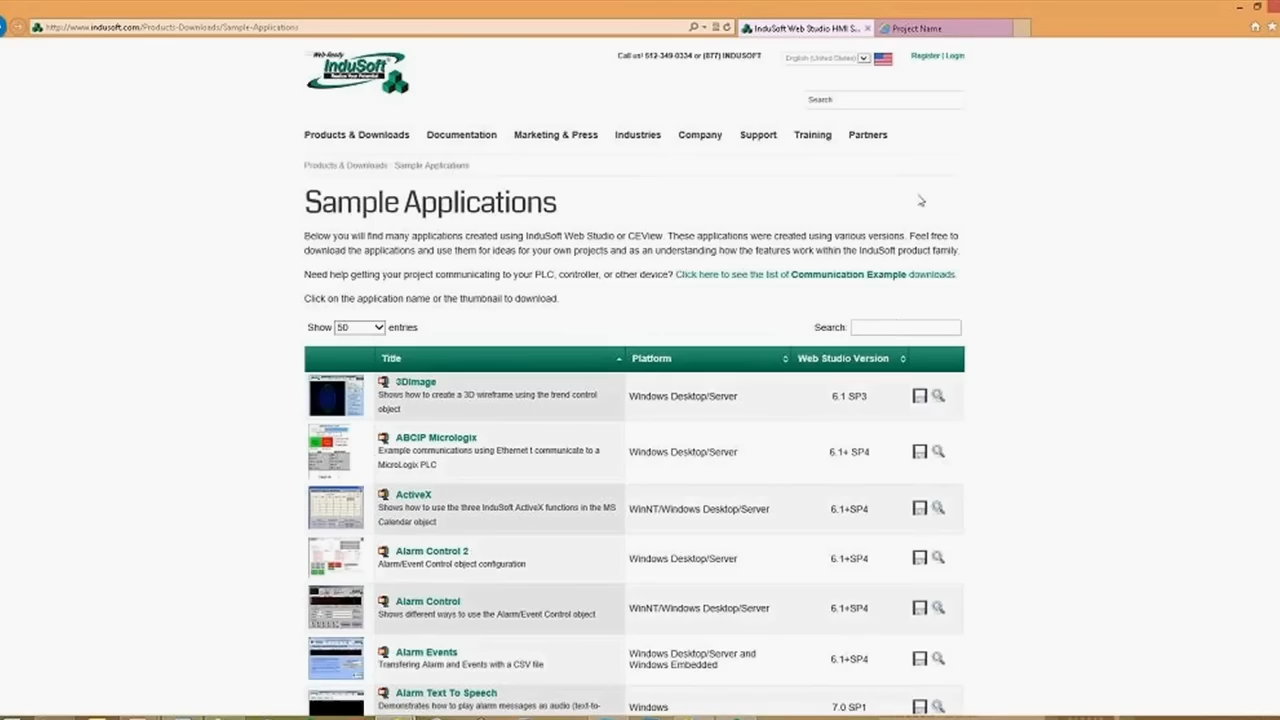 http://www.indusoft.com/Products-Downloads/Sample-Applications
InduSoft Web Studio HMI S...
Project Name
Web-Ready
InduSoft
Realize Your Potential
Call us! 512-349-0334 or (877) INDUSOFT
English (United States)
Register | Login
Search
Products & Downloads Documentation Marketing & Press Industries Company Support Training Partners
Products & Downloads Sample Applications
Sample Applications
Below you will find many applications created using InduSoft Web Studio or CEView. These applications were created using various versions. Feel free to
download the applications and use them for ideas for your own projects and as an understanding how the features work within the InduSoft product family.
Need help getting your project communicating to your PLC, controller, or other device? Click here to see the list of Communication Example downloads.
Click on the application name or the thumbnail to download.
Show 50 entries
Search:
Title Platform Web Studio Version
3DImage
Shows how to create a 3D wireframe using the trend control
object
Windows Desktop/Server
6.1 SP3
ABCIP Micrologix
Example communications using Ethernet t communicate to a
MicroLogix PLC
Windows Desktop/Server
6.1+ SP4
ActiveX
Shows how to use the three InduSoft ActiveX functions in the MS
Calendar object
WinNT/Windows Desktop/Server
6.1+SP4
Alarm Control 2
Alarm/Event Control object configuration
Windows Desktop/Server
6.1+SP4
Alarm Control
Shows different ways to use the Alarm/Event Control object
WinNT/Windows Desktop/Server
6.1+SP4
Alarm Events
Transfering Alarm and Events with a CSV file
Windows Desktop/Server and
Windows Embedded
6.1+SP4
Alarm Text To Speech
Demonstrates how to play alarm messages as audio (text-to-
Windows
7.0 SP1